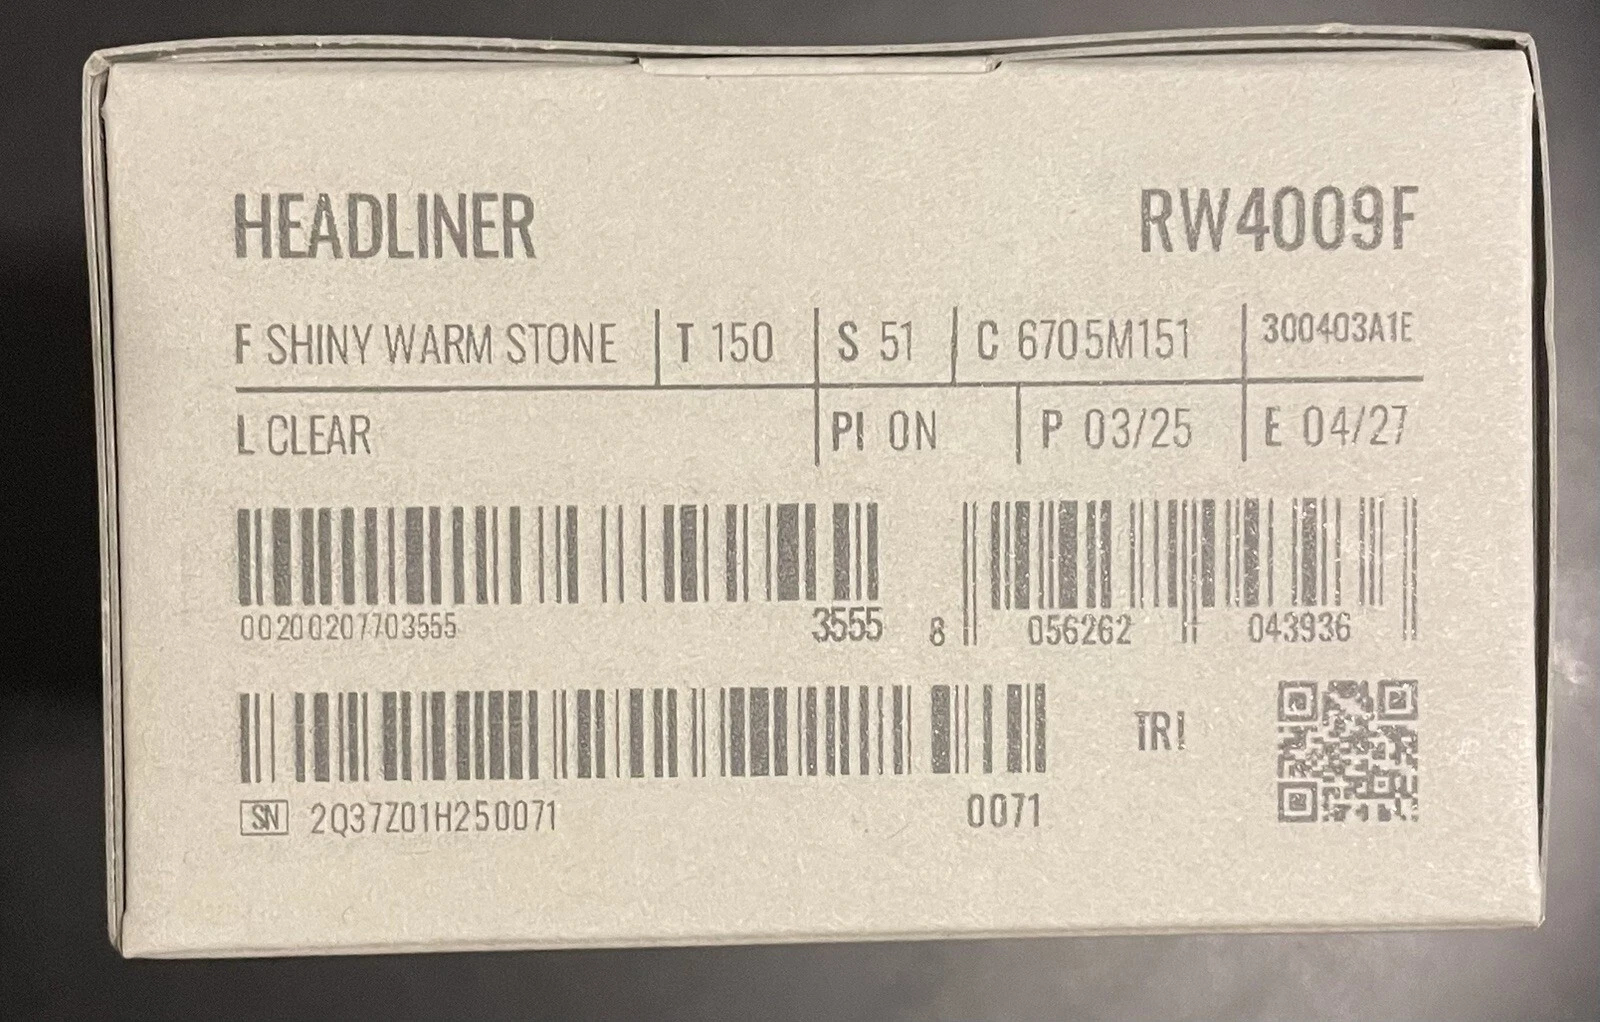 HEADLINER RW4009F
F SHINY WARM STONE T 150 S 51 C 6705M151 300403A1E
L CLEAR PI ON P 03/25 E 04/27
00200207703555 3555 8 056262 043936
TR!
SN 2Q37Z01H250071 0071